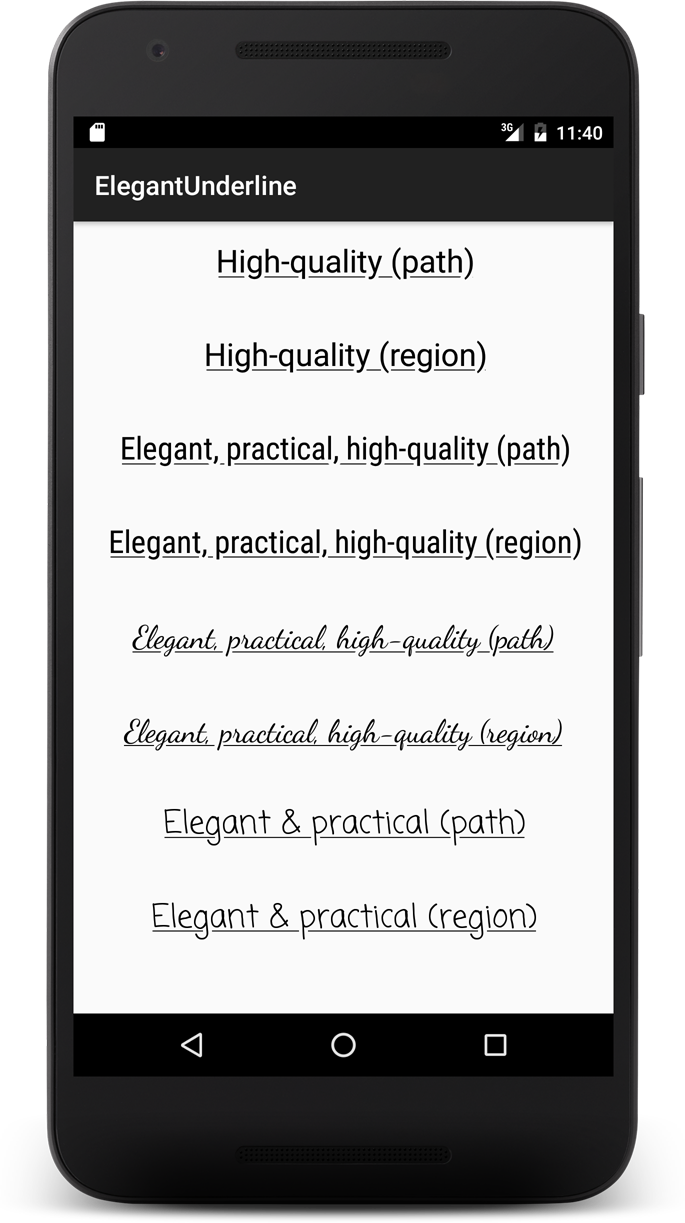 3G 11:40
ElegantUnderline
High-quality (path)
High-quality (region)
Elegant, practical, high-quality (path)
Elegant, practical, high-quality (region)
Elegant, practical, high-quality (path)
Elegant, practical, high-quality (region)
Elegant & practical (path)
Elegant & practical (region)